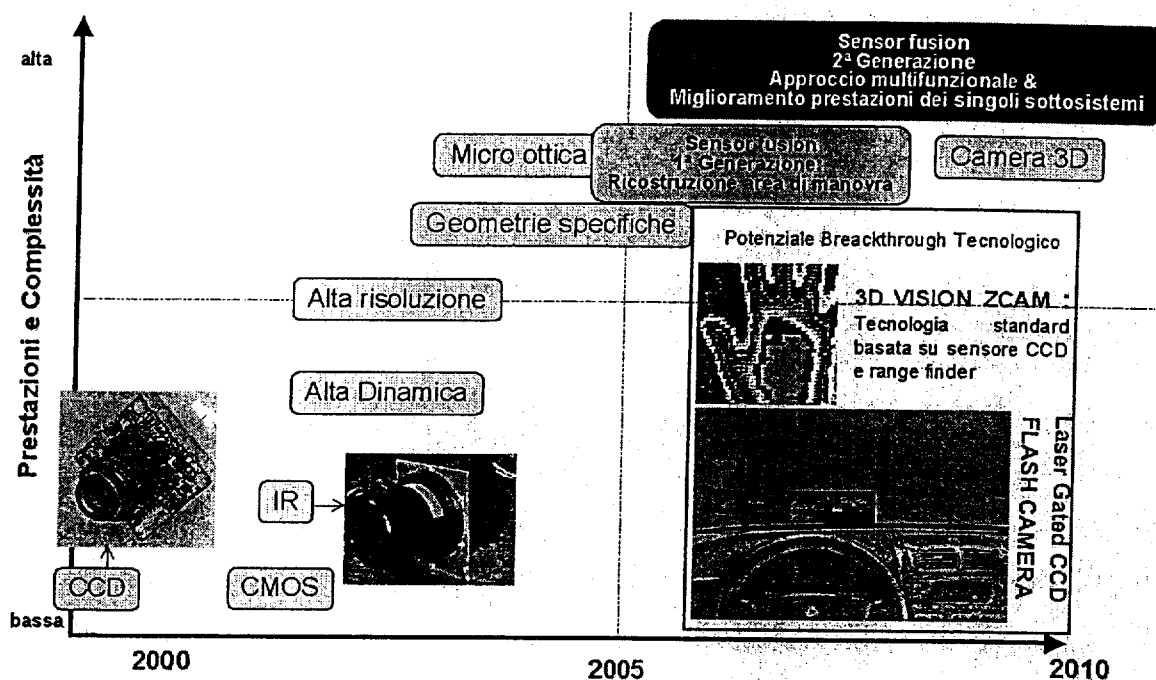 alta
Prestazioni e Complessità
bassa
Sensor fusion
2ª Generazione
Approccio multifunzionale &
Miglioramento prestazioni dei singoli sottosistemi
Micro ottica
Sensor fusion
1ª Generazione:
Ricostruzione area di manovra
Camera 3D
Geometrie specifiche
Potenziale Breackthrough Tecnologico
Alta risoluzione
3D VISION ZCAM :
Tecnologia standard
basata su sensore CCD
e range finder
Alta Dinamica
Laser Gated CCD
FLASH CAMERA
IR
CCD
CMOS
2000
2005
2010